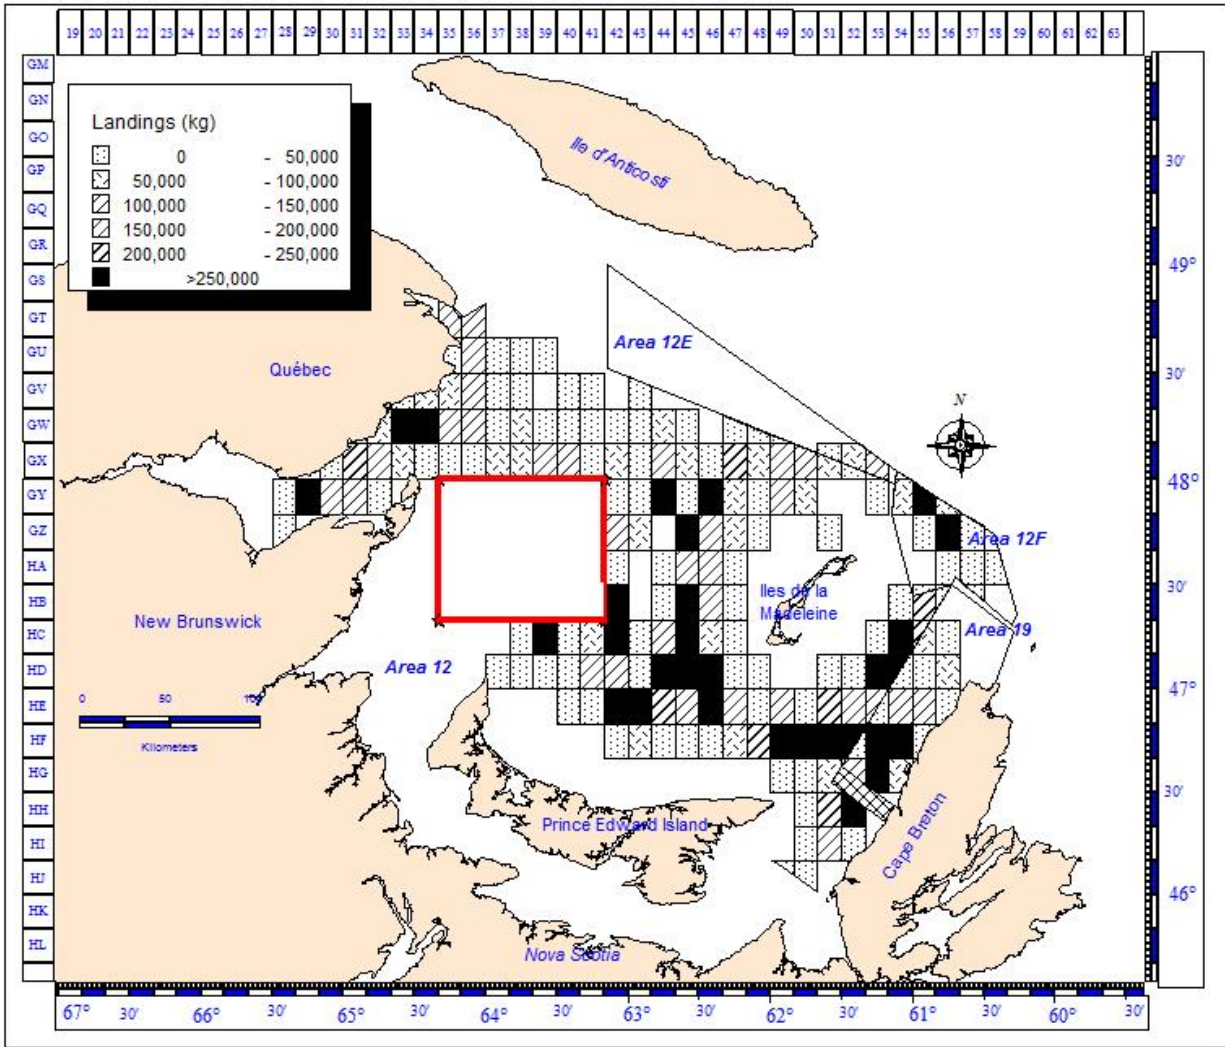 19 20 21 22 23 24 25 26 27 28 29 30 31 32 33 34 35 36 37 38 39 40 41 42 43 44 45 46 47 48 49 50 51 52 53 54 55 56 57 58 59 60 61 62 63
GM
GN
GO
GP
GQ
GR
GS
GT
GU
GV
GW
GX
GY
GZ
HA
HB
HC
HD
HE
HF
HG
HH
HI
HJ
HK
HL
Landings (kg)
0 - 50,000
50,000 - 100,000
100,000 - 150,000
150,000 - 200,000
200,000 - 250,000
>250,000
Ile d'Anticosti
Area 12E
Québec
N
Area 12F
Iles de la
Madeleine
New Brunswick
Area 19
Area 12
0 50 100
Kilometers
Prince Edward Island
Cape Breton
Nova Scotia
30'
49°
30'
48°
30'
47°
30'
46°
67° 30' 66° 30' 65° 30' 64° 30' 63° 30' 62° 30' 61° 30' 60° 30'